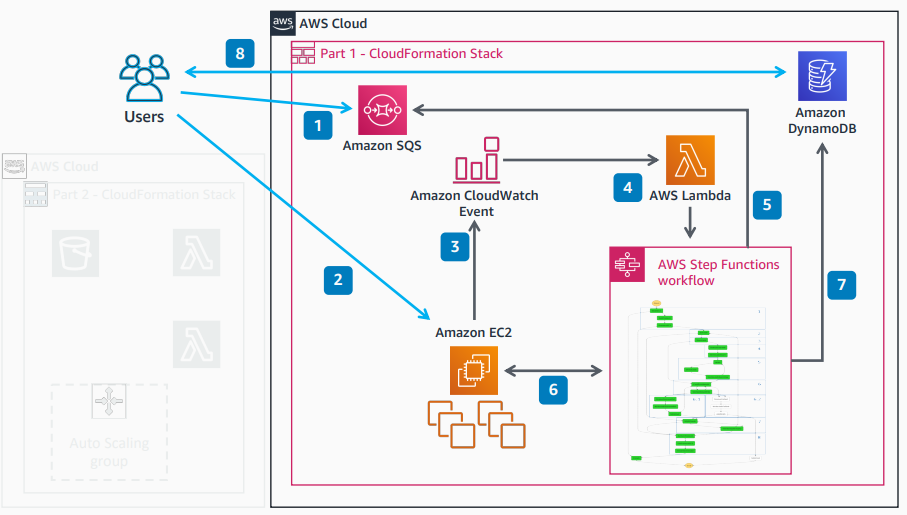 aws
AWS Cloud
Part 1 - CloudFormation Stack
8
Users
1
Amazon SQS
Amazon
DynamoDB
AWS Cloud
Part 2 - CloudFormation Stack
Amazon CloudWatch
Event
4
AWS Lambda
5
3
2
AWS Step Functions
workflow
7
Amazon EC2
6
Auto Scaling
group